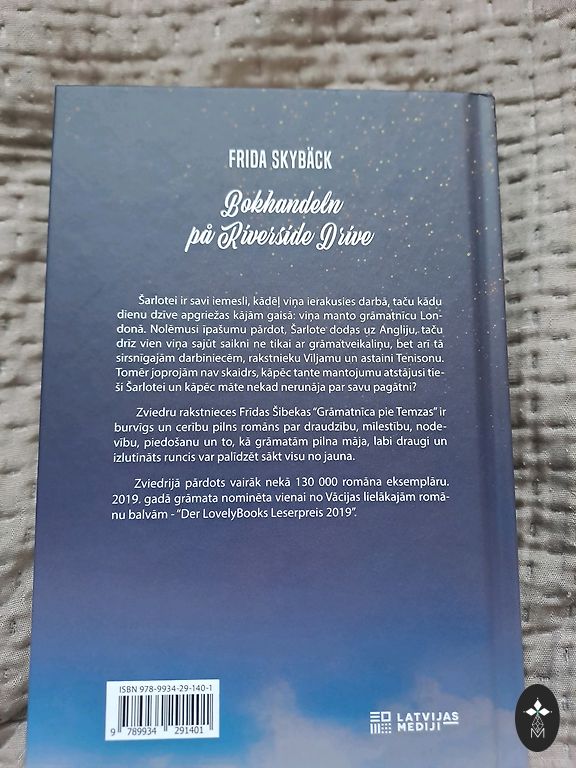 FRIDA SKYBÄCK
Bokhandeln
på Riverside Drive
Šarlotei ir savi iemesli, kādēļ viņa ierakusies darbā, taču kādu
dienu dzīve apgriežas kājām gaisā: viņa manto grāmatnīcu Lon-
donā. Nolēmusi īpašumu pārdot, Šarlote dodas uz Angliju, taču
drīz vien viņa sajūt saikni ne tikai ar grāmatveikaliņu, bet arī tā
sirsnīgajām darbiniecēm, rakstnieku Viljamu un astaini Tenisonu.
Tomēr joprojām nav skaidrs, kāpēc tante mantojumu atstājusi tie-
ši Šarlotei un kāpēc māte nekad nerunāja par savu pagātni?
Zviedru rakstnieces Frīdas Šībekas “Grāmatnīca pie Temzas” ir
burvīgs un cerību pilns romāns par draudzību, mīlestību, node-
vību, piedošanu un to, kā grāmatām pilna māja, labi draugi un
izlutināts runcis var palīdzēt sākt visu no jauna.
Zviedrijā pārdots vairāk nekā 130 000 romāna eksemplāru.
2019. gadā grāmata nominēta vienai no Vācijas lielākajām romā-
nu balvām - “Der LovelyBooks Leserpreis 2019”.
ISBN 978-9934-29-140-1
9 789934 291401
LATVIJAS
MEDIJI
M